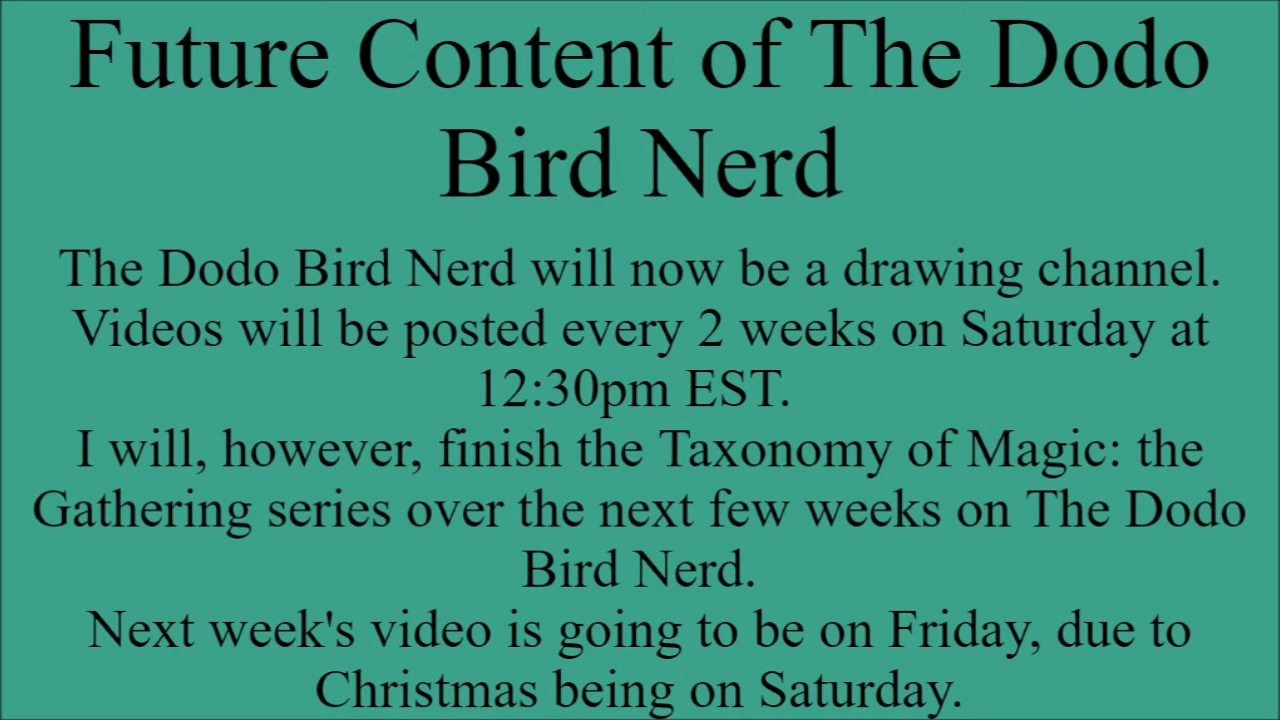 Future Content of The Dodo
Bird Nerd
The Dodo Bird Nerd will now be a drawing channel.
Videos will be posted every 2 weeks on Saturday at
12:30pm EST.
I will, however, finish the Taxonomy of Magic: the
Gathering series over the next few weeks on The Dodo
Bird Nerd.
Next week's video is going to be on Friday, due to
Christmas being on Saturday.